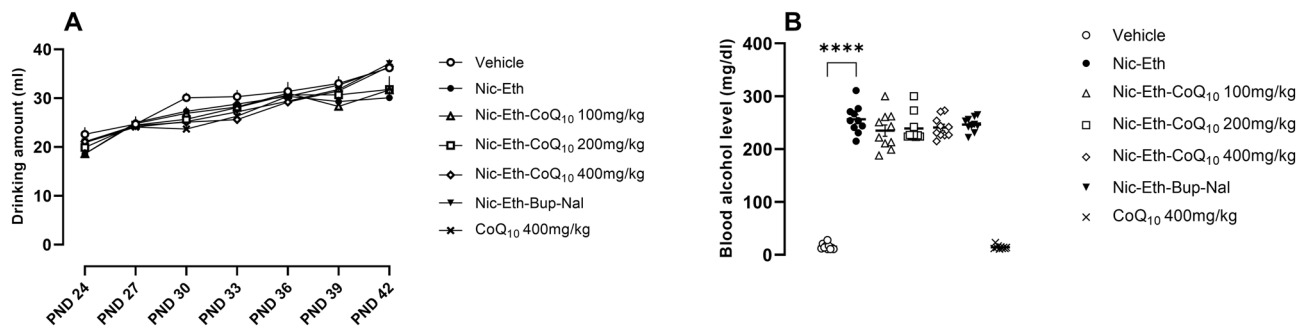 A
Drinking amount (ml)
40
30
20
10
0
PND 24
PND 27
PND 30
PND 33
PND 36
PND 39
PND 42
Vehicle
Nic-Eth
Nic-Eth-CoQ₁₀ 100mg/kg
Nic-Eth-CoQ₁₀ 200mg/kg
Nic-Eth-CoQ₁₀ 400mg/kg
Nic-Eth-Bup-Nal
CoQ₁₀ 400mg/kg
B
Blood alcohol level (mg/dl)
400
300
200
100
0
****
Vehicle
Nic-Eth
Nic-Eth-CoQ₁₀ 100mg/kg
Nic-Eth-CoQ₁₀ 200mg/kg
Nic-Eth-CoQ₁₀ 400mg/kg
Nic-Eth-Bup-Nal
CoQ₁₀ 400mg/kg